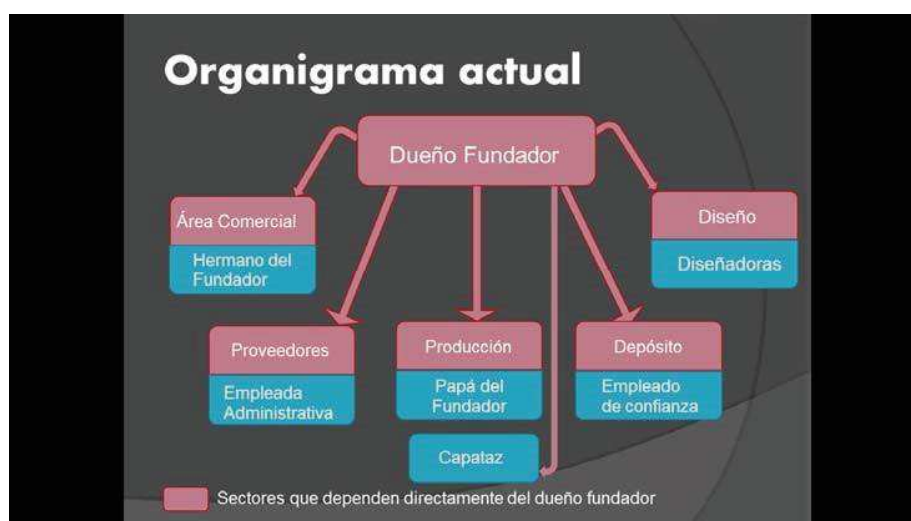 Organigrama actual
Dueño Fundador
Área Comercial
Hermano del
Fundador
Diseño
Diseñadoras
Proveedores
Empleada
Administrativa
Producción
Papá del
Fundador
Depósito
Empleado
de confianza
Capataz
Sectores que dependen directamente del dueño fundador